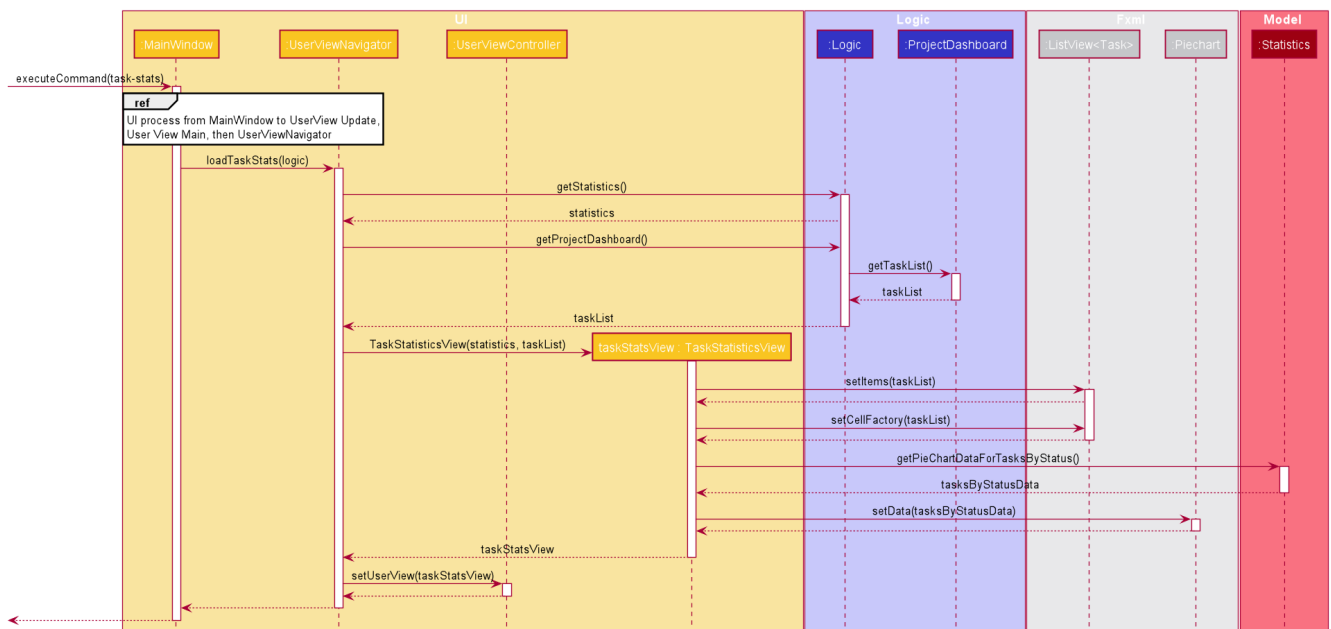 UI
Logic
Fxml
Model
:MainWindow
:UserViewNavigator
:UserViewController
:Logic
:ProjectDashboard
:ListView<Task>
:Piechart
:Statistics
executeCommand(task-stats)
ref
UI process from MainWindow to UserView Update,
User View Main, then UserViewNavigator
loadTaskStats(logic)
getStatistics()
statistics
getProjectDashboard()
getTaskList()
taskList
taskList
TaskStatisticsView(statistics, taskList)
taskStatsView : TaskStatisticsView
setItems(taskList)
setCellFactory(taskList)
getPieChartDataForTasksByStatus()
tasksByStatusData
setData(tasksByStatusData)
taskStatsView
setUserView(taskStatsView)